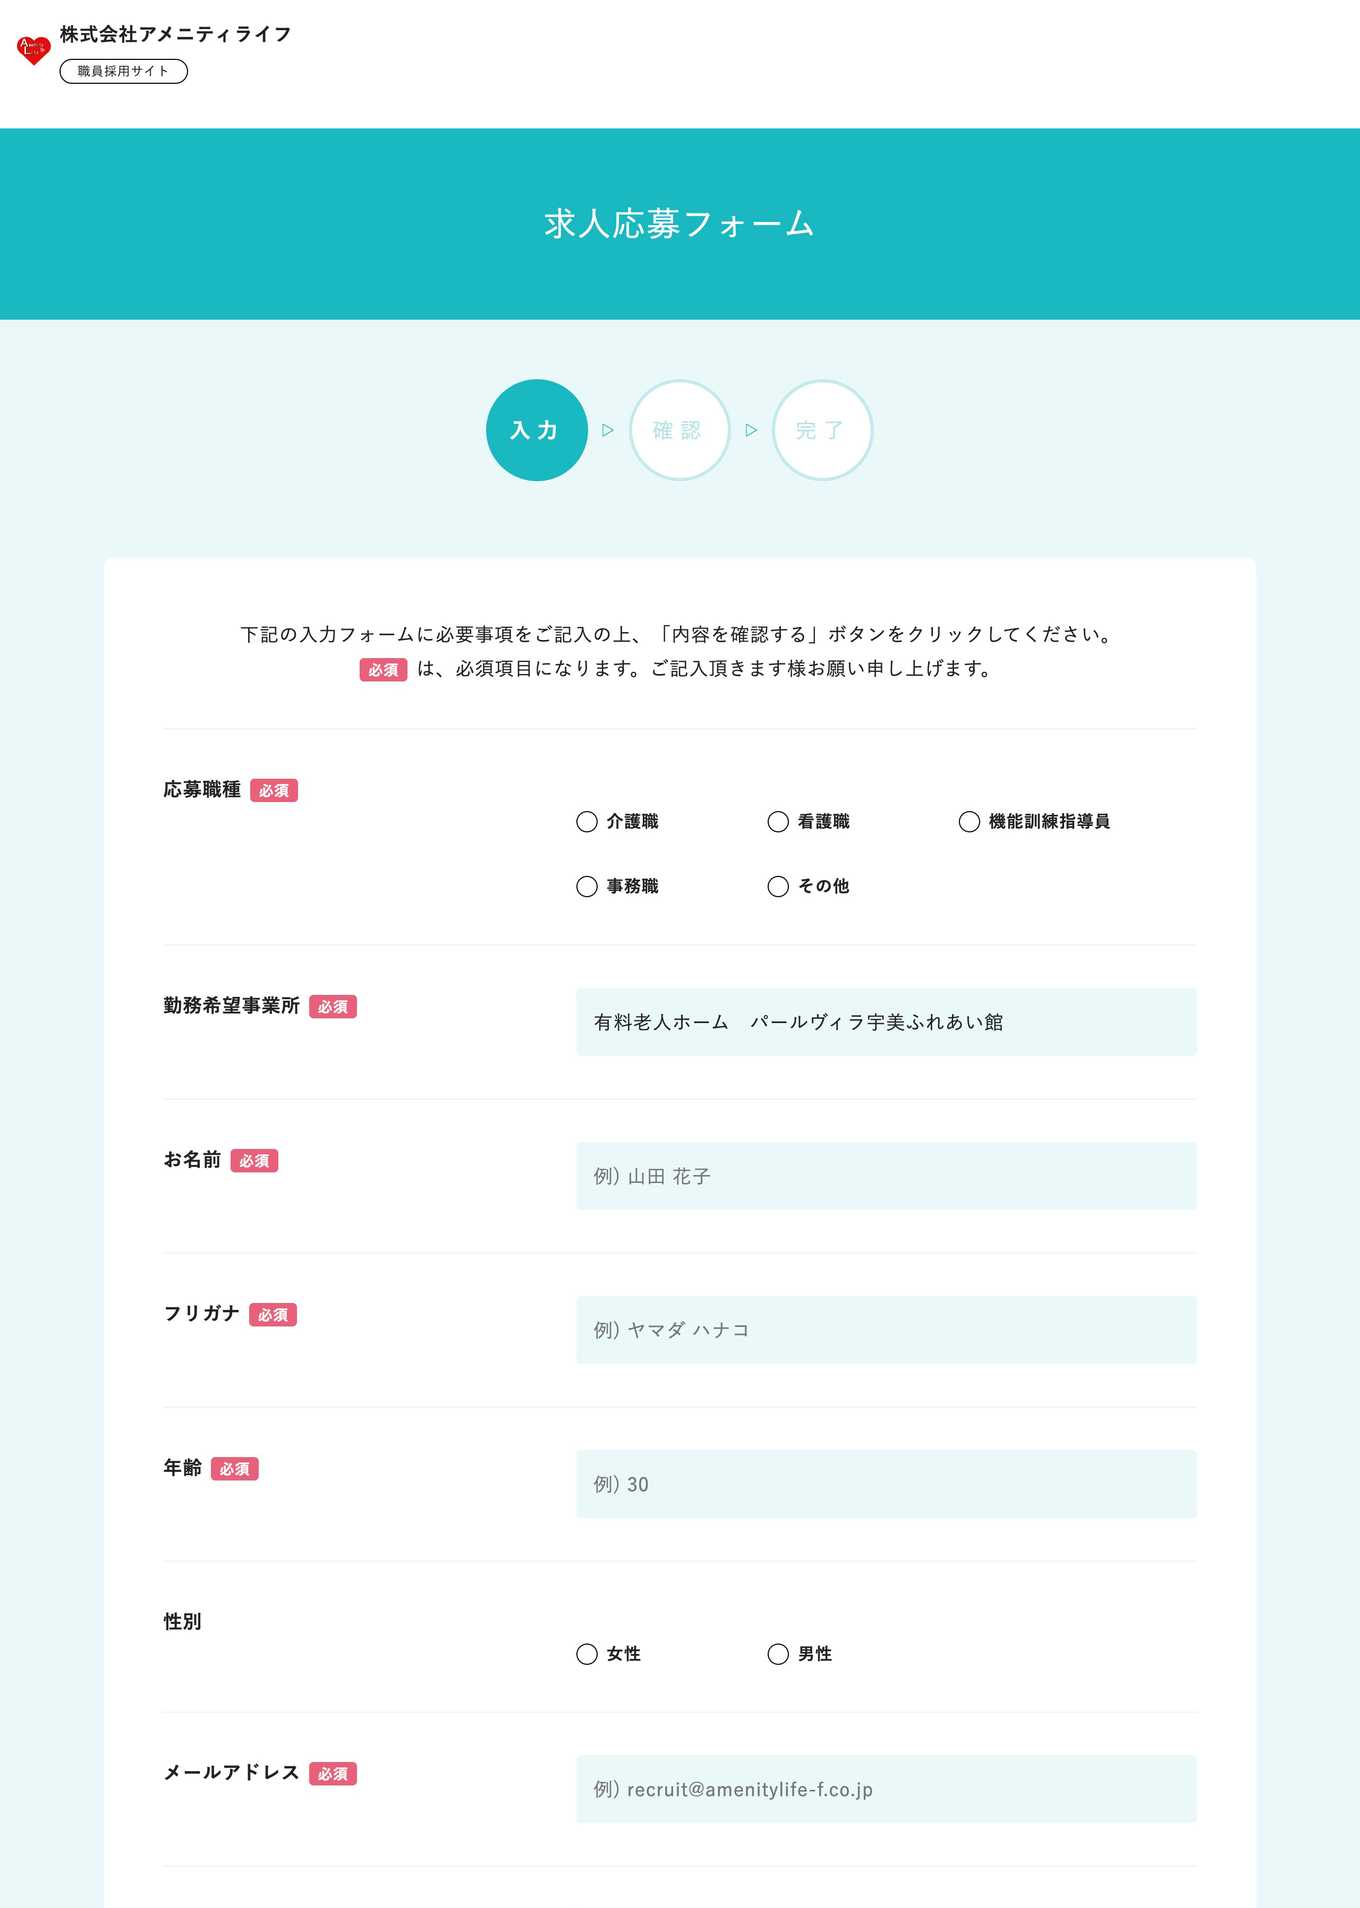 株式会社アメニティライフ
職員採用サイト
求人応募フォーム
入力
確認
完了
下記の入力フォームに必要事項をご記入の上、「内容を確認する」ボタンをクリックしてください。
必須 は、必須項目になります。ご記入頂きます様お願い申し上げます。
応募職種 必須
介護職 看護職 機能訓練指導員
事務職 その他
勤務希望事業所 必須
有料老人ホーム　パールヴィラ宇美ふれあい館
お名前 必須
例) 山田 花子
フリガナ 必須
例) ヤマダ ハナコ
年齢 必須
例) 30
性別
女性 男性
メールアドレス 必須
例) recruit@amenitylife-f.co.jp